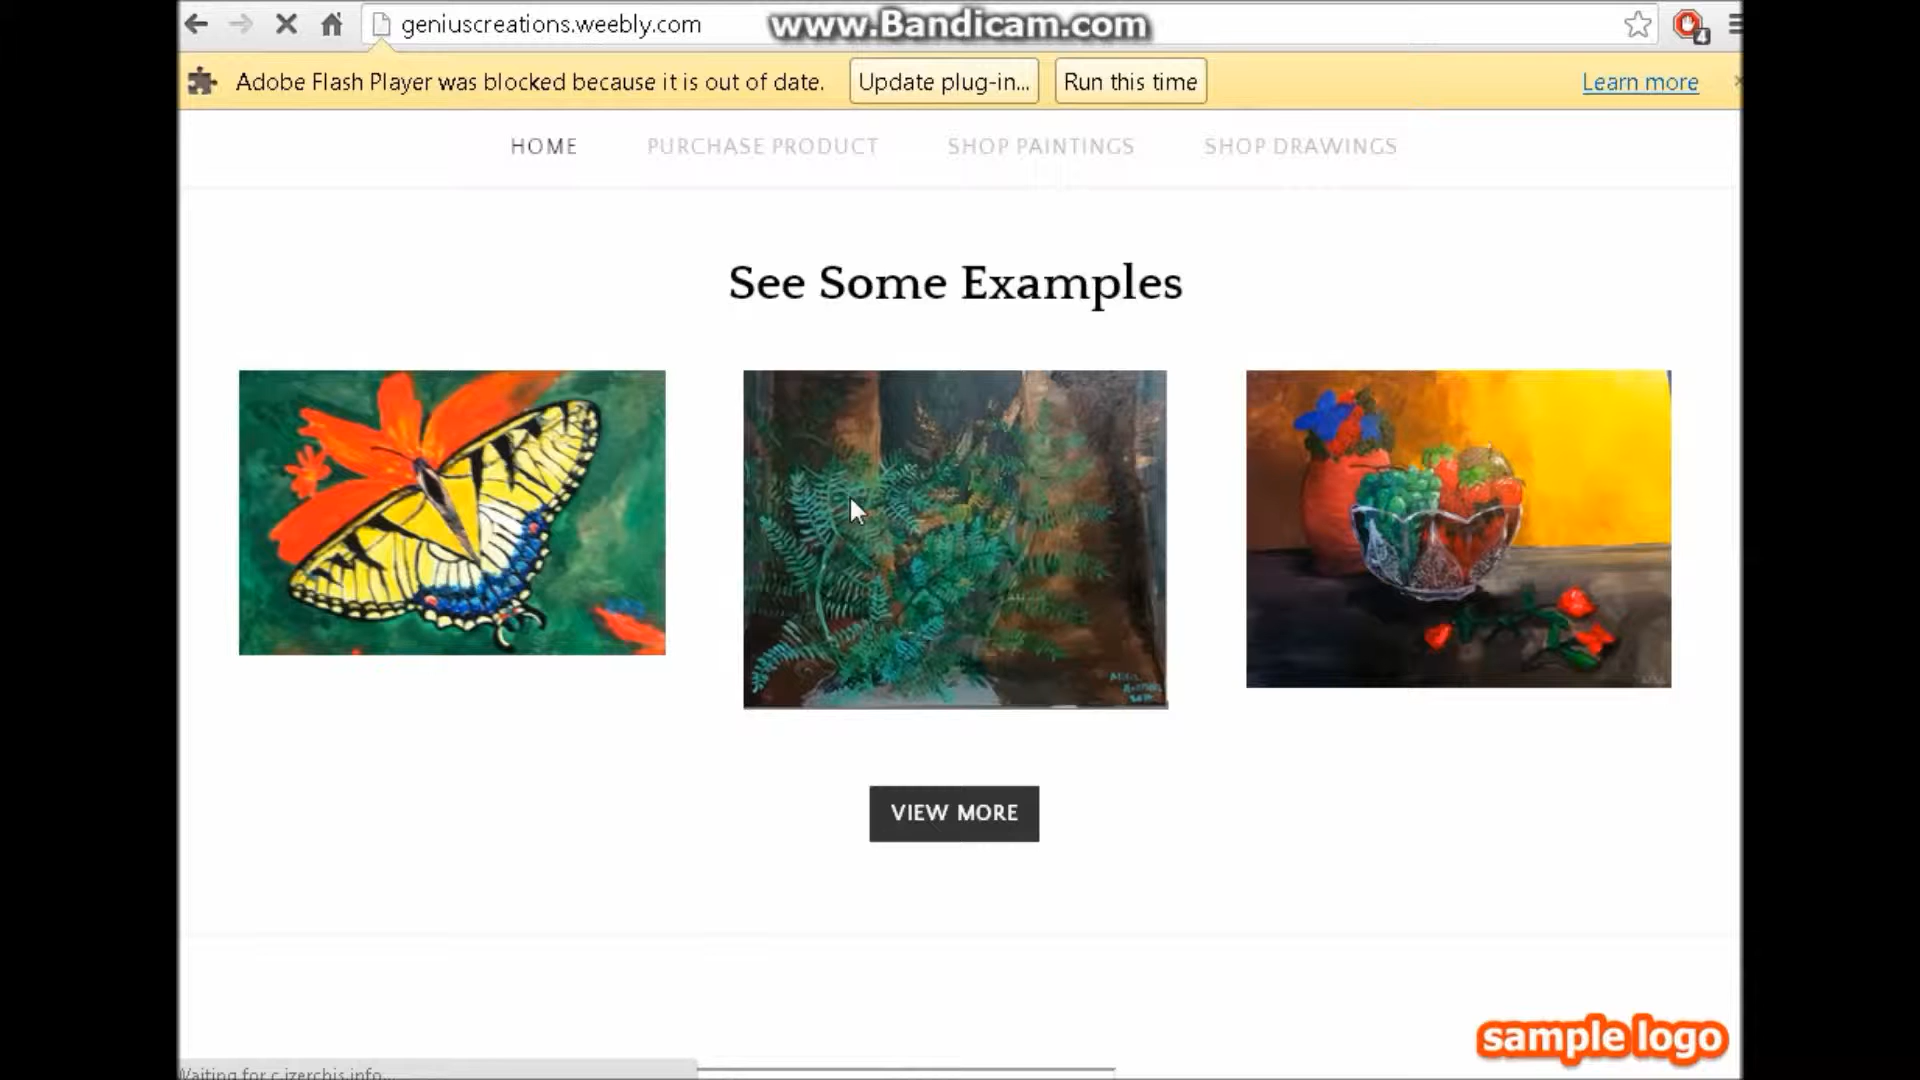 geniuscreations.weebly.com
www.Bandicam.com
4
Adobe Flash Player was blocked because it is out of date.
Update plug-in...
Run this time
Learn more
HOME
PURCHASE PRODUCT
SHOP PAINTINGS
SHOP DRAWINGS
See Some Examples
VIEW MORE
sample logo
Waiting for c.jzerchis.info...